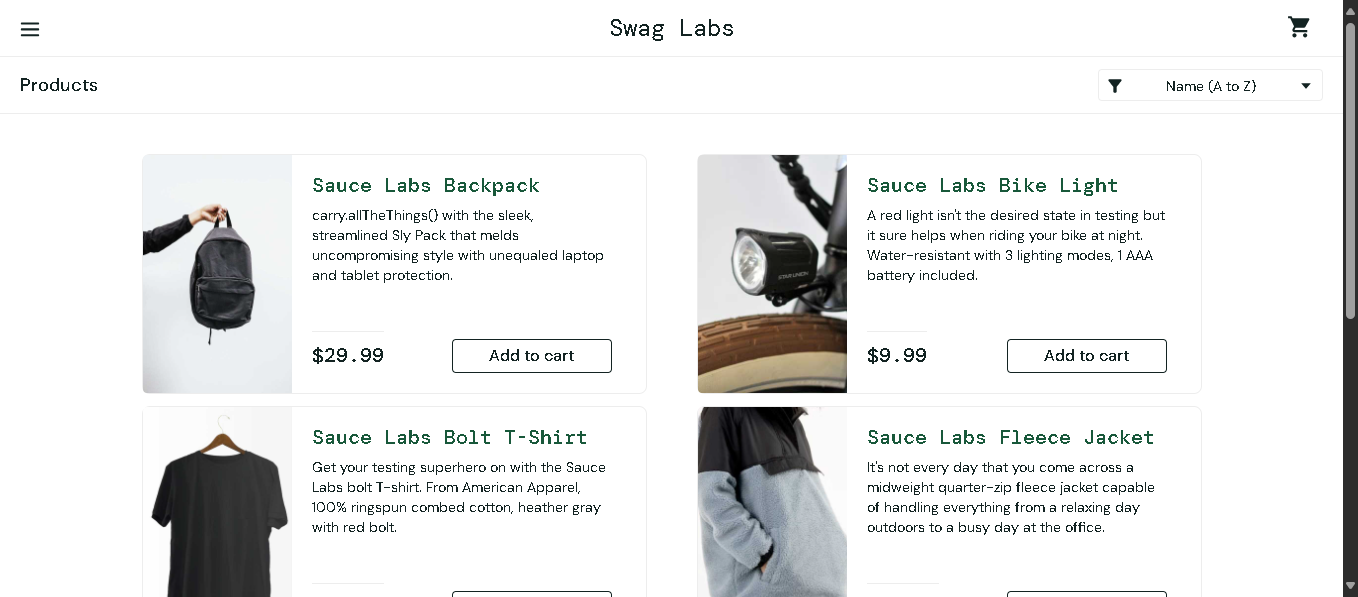 Swag Labs
Products
Name (A to Z)
Sauce Labs Backpack
carry.allTheThings() with the sleek,
streamlined Sly Pack that melds
uncompromising style with unequaled laptop
and tablet protection.
$29.99
Add to cart
Sauce Labs Bike Light
A red light isn't the desired state in testing but
it sure helps when riding your bike at night.
Water-resistant with 3 lighting modes, 1 AAA
battery included.
STAR UNION
$9.99
Add to cart
Sauce Labs Bolt T-Shirt
Get your testing superhero on with the Sauce
Labs bolt T-shirt. From American Apparel,
100% ringspun combed cotton, heather gray
with red bolt.
Sauce Labs Fleece Jacket
It's not every day that you come across a
midweight quarter-zip fleece jacket capable
of handling everything from a relaxing day
outdoors to a busy day at the office.